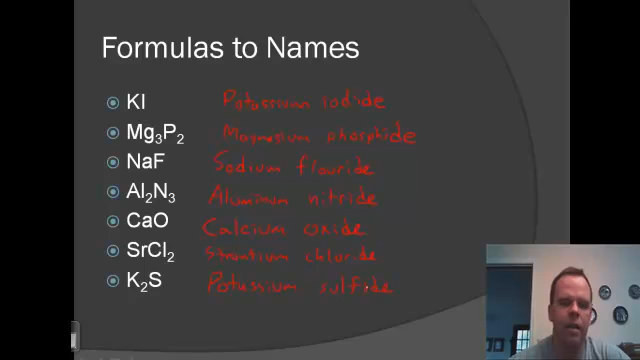 Formulas to Names
KI Potassium iodide
Mg₃P₂ Magnesium phosphide
NaF Sodium flouride
Al₂N₃ Aluminum nitride
CaO Calcium oxide
SrCl₂ Strontium chloride
K₂S Potassium sulfide